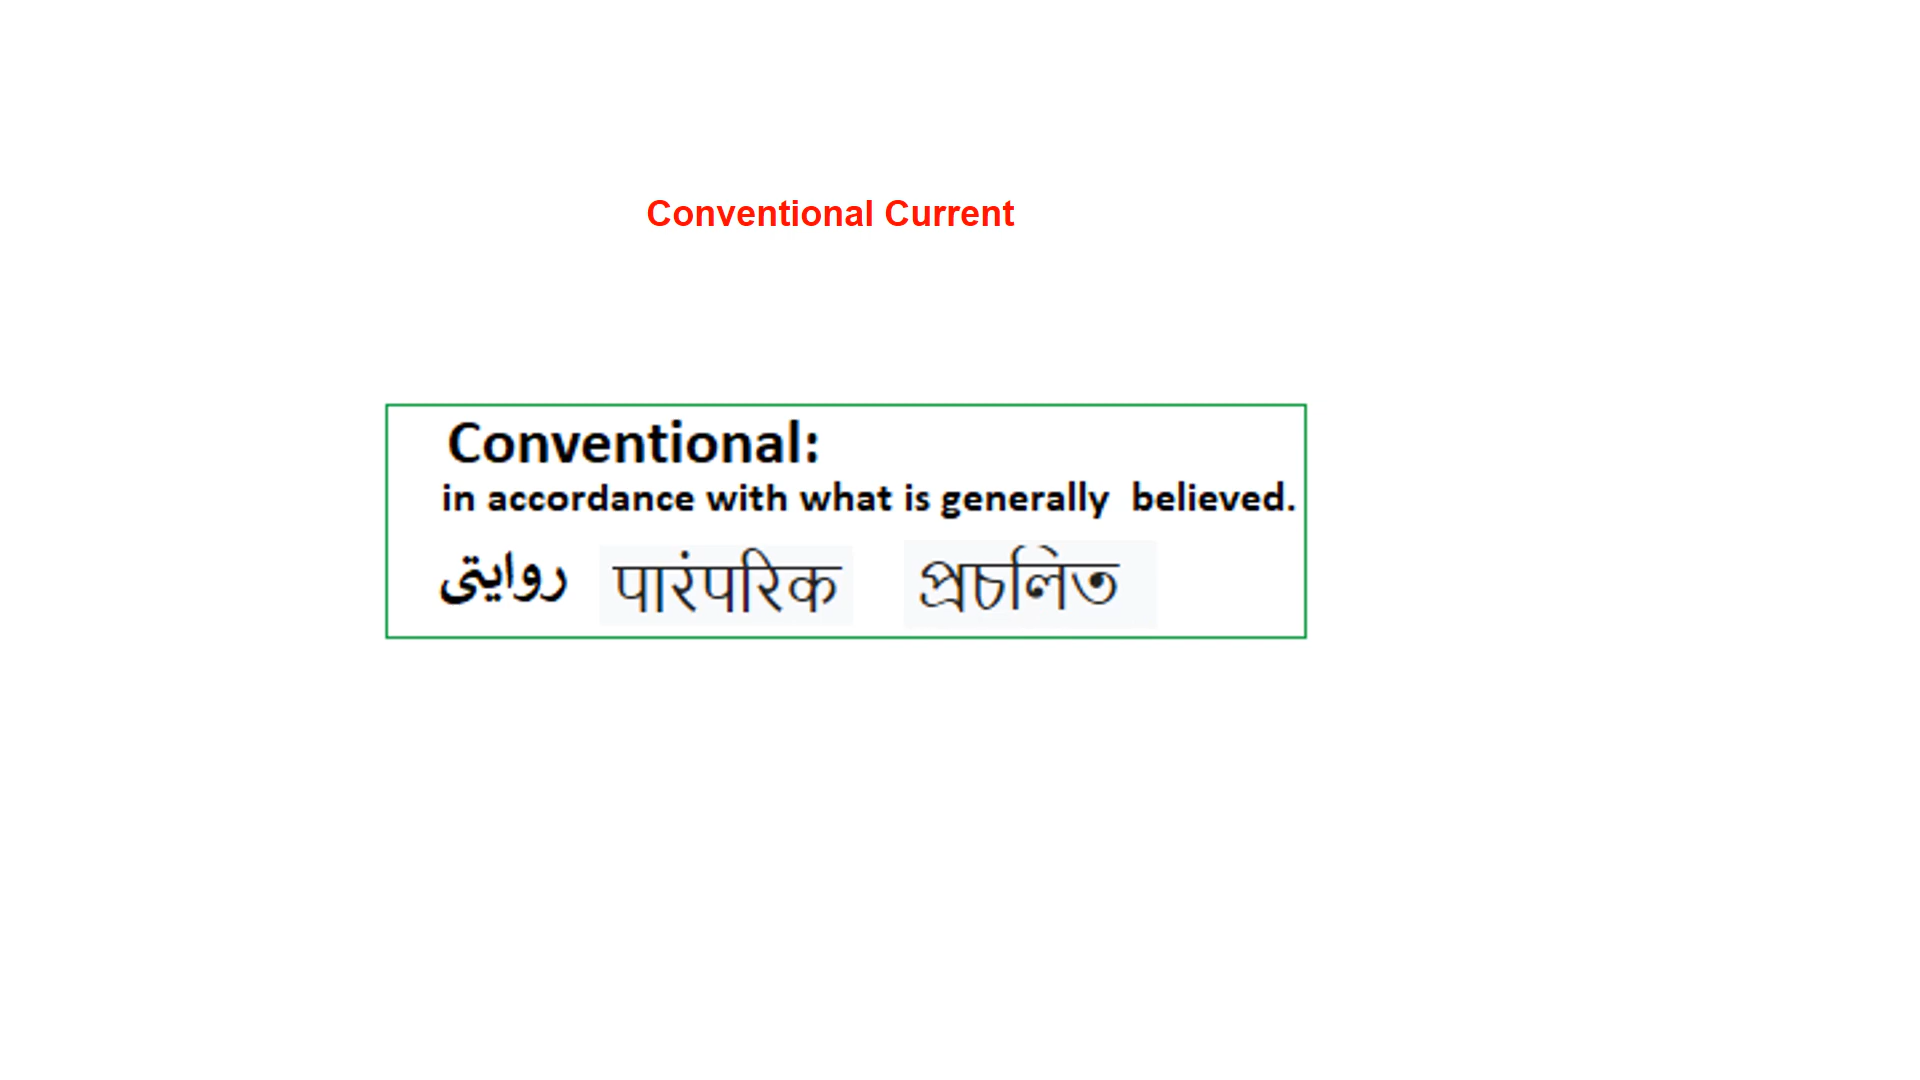 Conventional Current
Conventional:
in accordance with what is generally believed.
روایتی पारंपरिक প্রচলিত